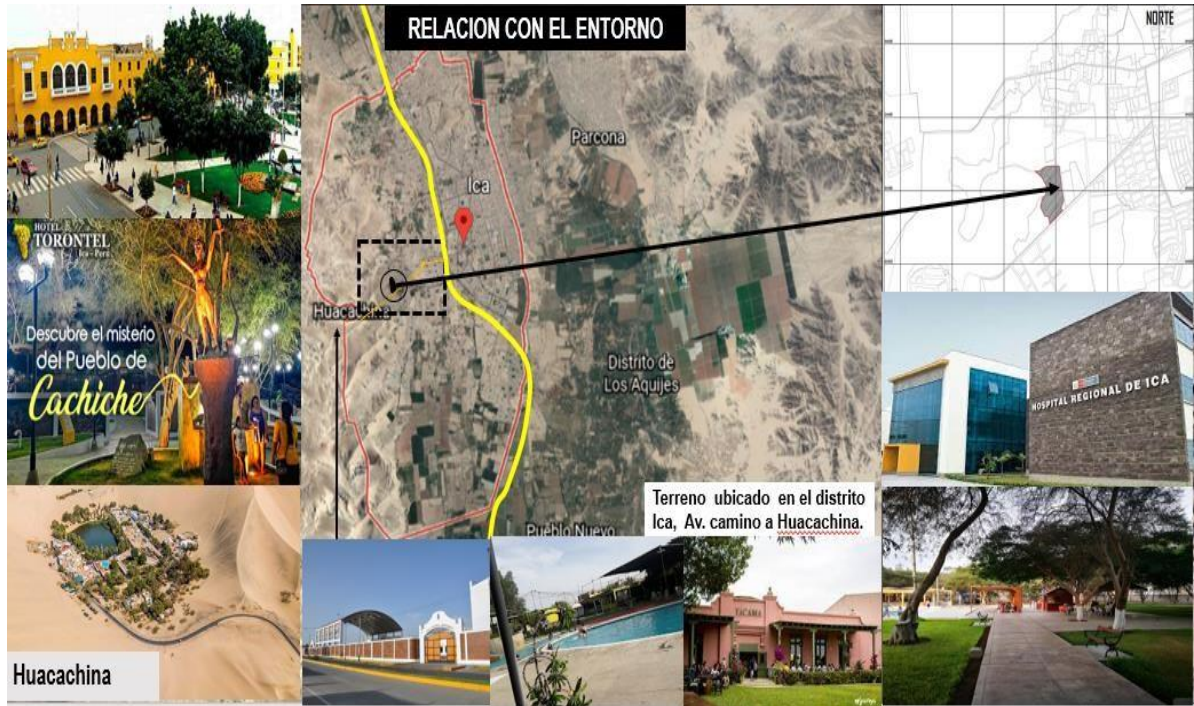 RELACION CON EL ENTORNO
NORTE
Parcona
Ica
HOTEL
TORONTEL
Ica - Perú
Descubre el misterio
del Pueblo de
Cachiche
Huacachina
Distrito de
Los Aquijes
HOSPITAL REGIONAL DE ICA
Terreno ubicado en el distrito
Ica, Av. camino a Huacachina.
Pueblo Nuevo
TACAMA
Huacachina